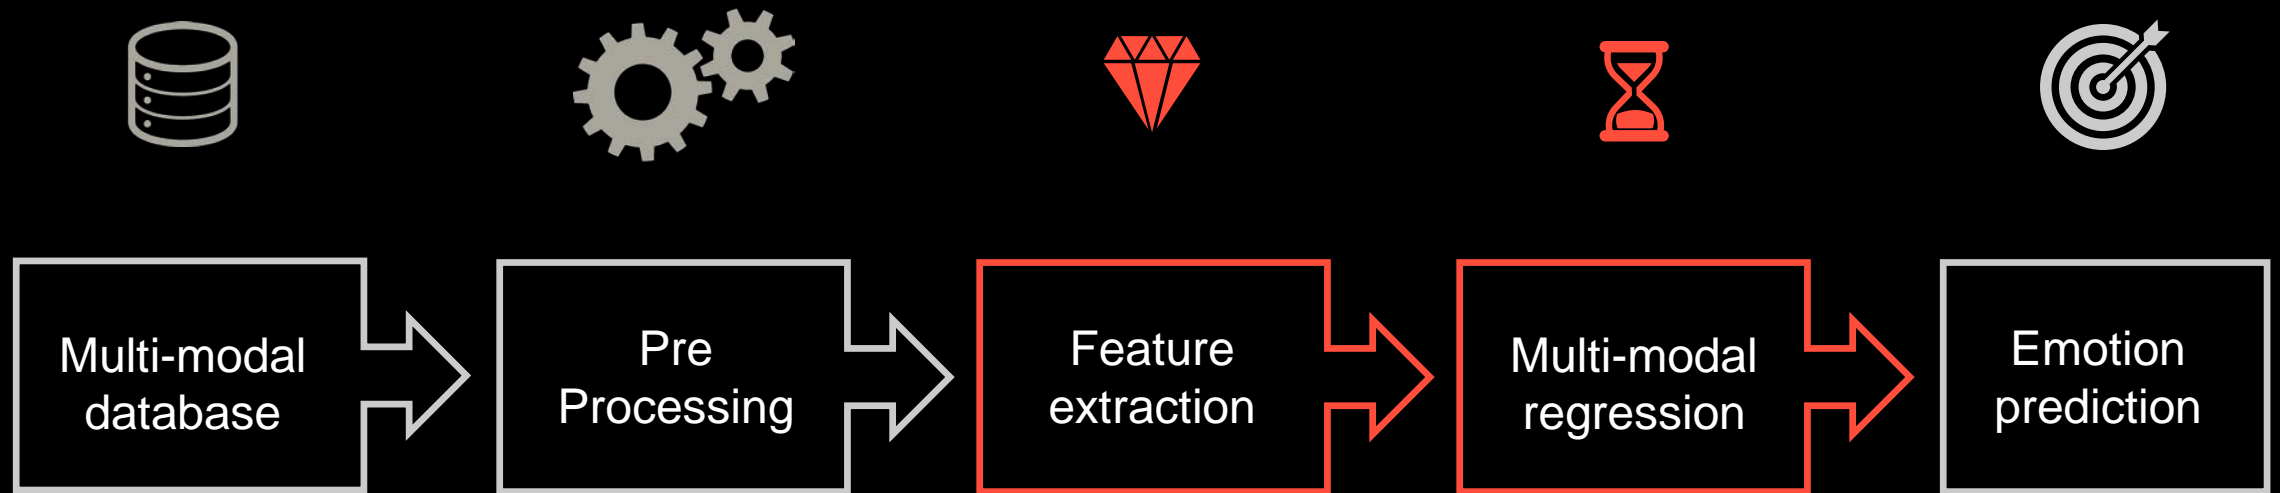 Multi-modal
database
Pre
Processing
Feature
extraction
Multi-modal
regression
Emotion
prediction